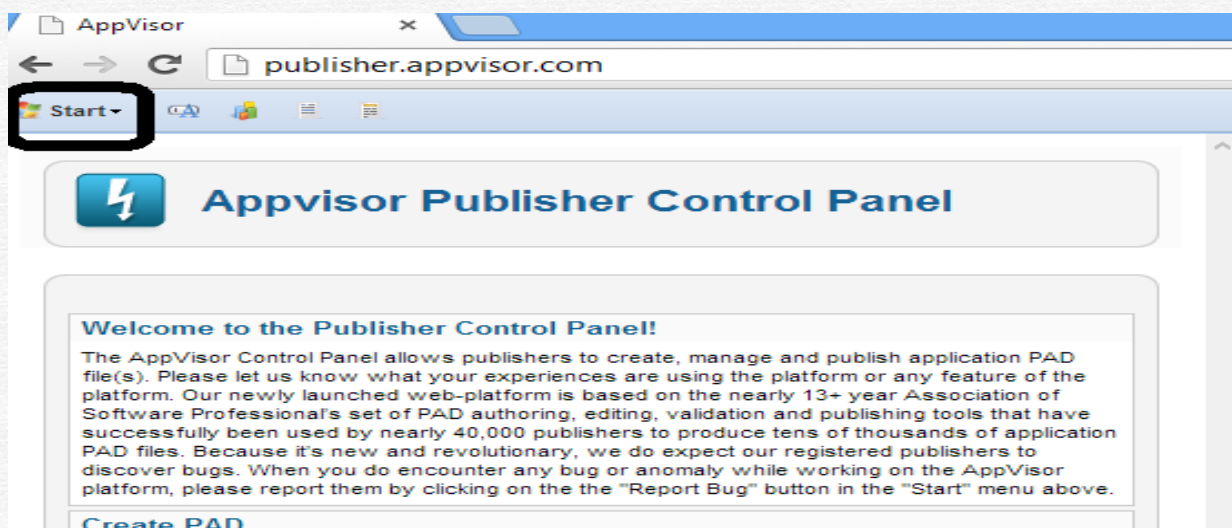 AppVisor
publisher.appvisor.com
Start
Appvisor Publisher Control Panel
Welcome to the Publisher Control Panel!
The AppVisor Control Panel allows publishers to create, manage and publish application PAD
file(s). Please let us know what your experiences are using the platform or any feature of the
platform. Our newly launched web-platform is based on the nearly 13+ year Association of
Software Professional's set of PAD authoring, editing, validation and publishing tools that have
successfully been used by nearly 40,000 publishers to produce tens of thousands of application
PAD files. Because it's new and revolutionary, we do expect our registered publishers to
discover bugs. When you do encounter any bug or anomaly while working on the AppVisor
platform, please report them by clicking on the the "Report Bug" button in the "Start" menu above.
Create PAD